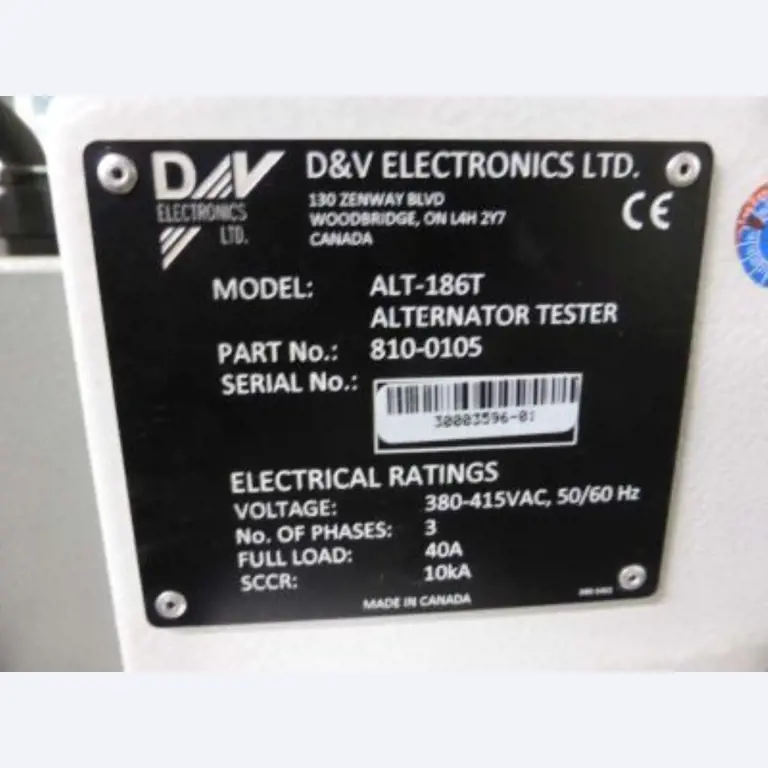 D&V
ELECTRONICS
LTD.
D&V ELECTRONICS LTD.
130 ZENWAY BLVD
WOODBRIDGE, ON L4H 2Y7
CANADA
CE
MODEL: ALT-186T
ALTERNATOR TESTER
PART No.: 810-0105
SERIAL No.:
30003596-01
ELECTRICAL RATINGS
VOLTAGE: 380-415VAC, 50/60 Hz
No. OF PHASES: 3
FULL LOAD: 40A
SCCR: 10kA
MADE IN CANADA